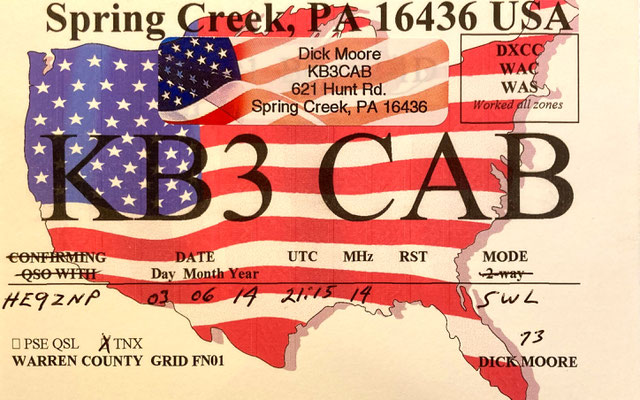 Spring Creek, PA 16436 USA
Dick Moore
KB3CAB
621 Hunt Rd.
Spring Creek, PA 16436
DXCC
WAC
WAS
Worked all zones
KB3 CAB
CONFIRMING DATE UTC MHz RST MODE
QSO WITH Day Month Year 2-way
HE9ZNP 03 06 14 21:15 14 SWL
□ PSE QSL X TNX 73
WARREN COUNTY GRID FN01 DICK MOORE